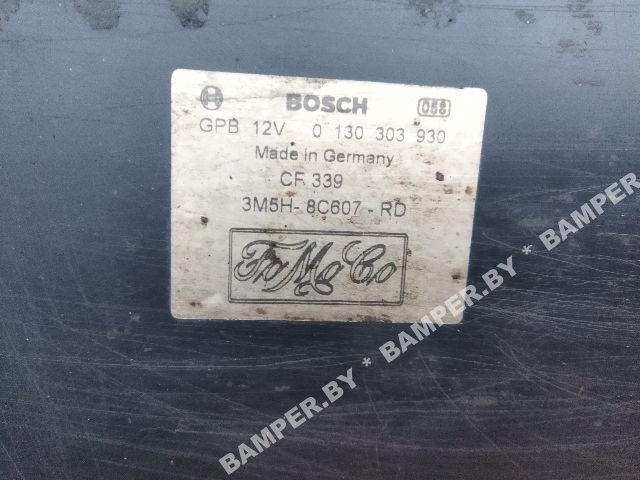 BOSCH 058
GPB 12V 0 130 303 930
Made in Germany
CF 339
3M5H-8C607-RD
FoMoCo
BAMPER.BY * BAMPER.BY * BAMPER.BY